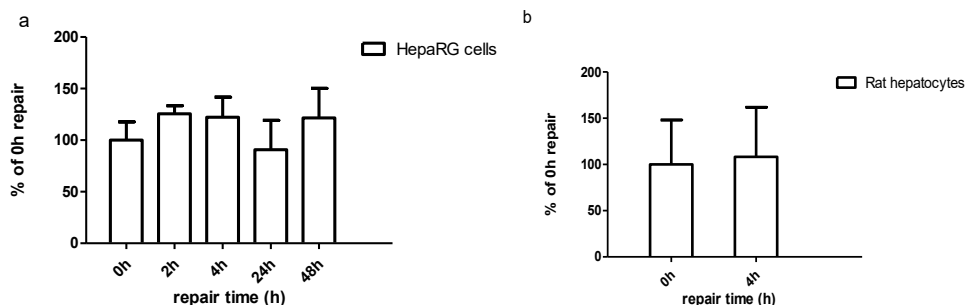 a
HepaRG cells
% of 0h repair
200
150
100
50
0
0h 2h 4h 24h 48h
repair time (h)
b
Rat hepatocytes
% of 0h repair
200
150
100
50
0
0h 4h
repair time (h)